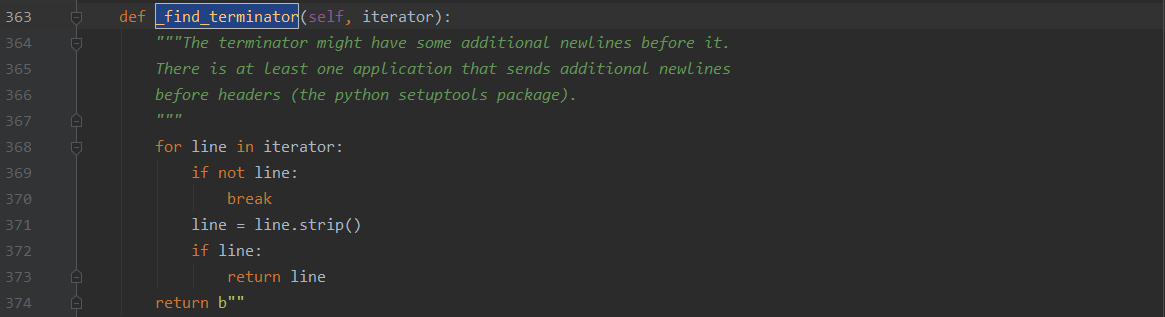 363 def _find_terminator(self, iterator):
364 """The terminator might have some additional newlines before it.
365 There is at least one application that sends additional newlines
366 before headers (the python setuptools package).
367 """
368 for line in iterator:
369 if not line:
370 break
371 line = line.strip()
372 if line:
373 return line
374 return b""